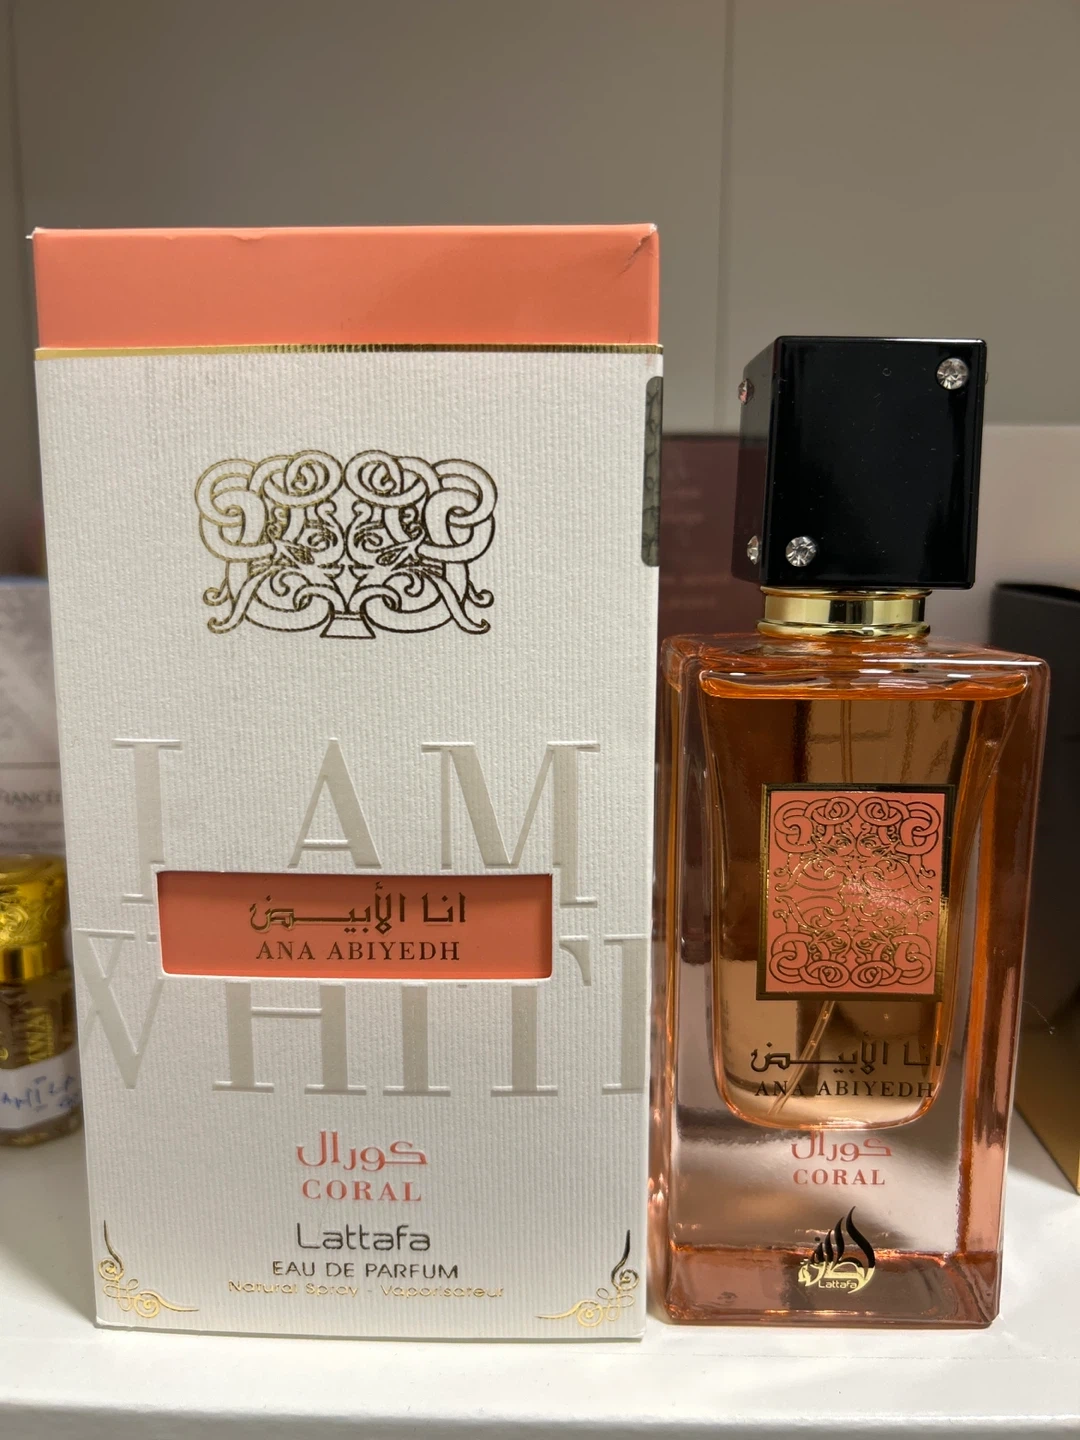 I AM
انا الأبيض
ANA ABIYEDH
WHITE
كورال
CORAL
Lattafa
EAU DE PARFUM
Natural Spray - Vaporisateur
انا الأبيض
ANA ABIYEDH
كورال
CORAL
لطافة
Lattafa